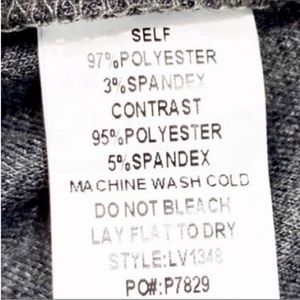 SELF
97%POLYESTER
3%SPANDEX
CONTRAST
95%POLYESTER
5%SPANDEX
MACHINE WASH COLD
DO NOT BLEACH
LAY FLAT TO DRY
STYLE:LV1348
PO#:P7829